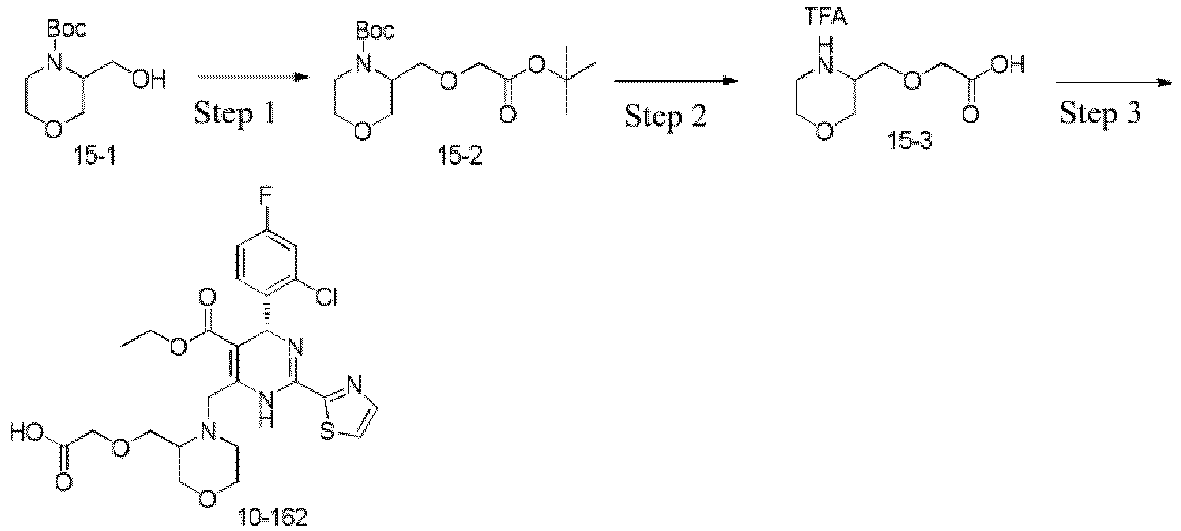 Boc
N
OH
O
15-1
Step 1
Boc
N
O
O
O
O
15-2
Step 2
TFA
H
N
O
OH
O
O
15-3
Step 3
F
Cl
O
O
N
N
H
N
S
HO
O
O
N
O
10-162